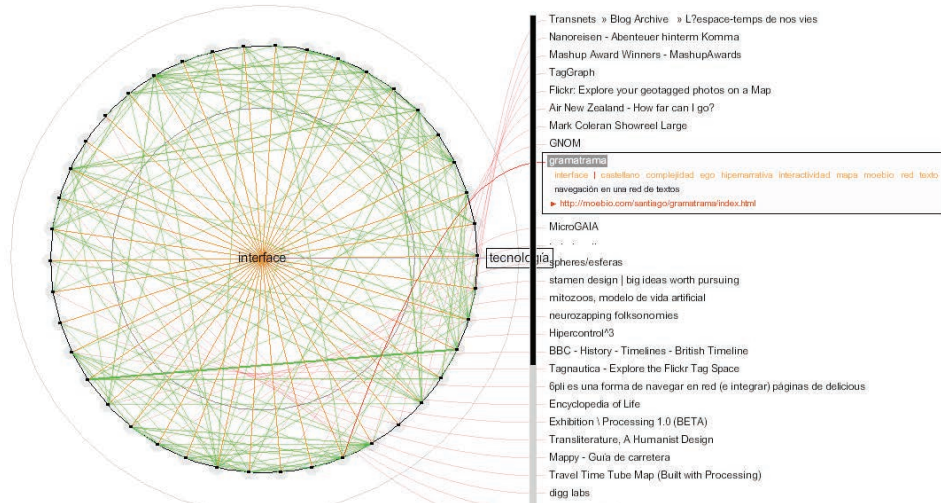 Transnets » Blog Archive » L?espace-temps de nos vies
Nanoreisen - Abenteuer hinterm Komma
Mashup Award Winners - MashupAwards
TagGraph
Flickr: Explore your geotagged photos on a Map
Air New Zealand - How far can I go?
Mark Coleran Showreel Large
GNOM
gramatrama
interface | castellano complejidad ego hipernarrativa interactividad mapa moebio red texto
navegación en una red de textos
► http://moebio.com/santiago/gramatrama/index.html
MicroGAIA
interface
tecnología
spheres/esferas
stamen design | big ideas worth pursuing
mitozoos, modelo de vida artificial
neurozapping folksonomies
Hipercontrol^3
BBC - History - Timelines - British Timeline
Tagnautica - Explore the Flickr Tag Space
6pli es una forma de navegar en red (e integrar) páginas de delicious
Encyclopedia of Life
Exhibition \ Processing 1.0 (BETA)
Transliterature, A Humanist Design
Mappy - Guía de carretera
Travel Time Tube Map (Built with Processing)
digg labs